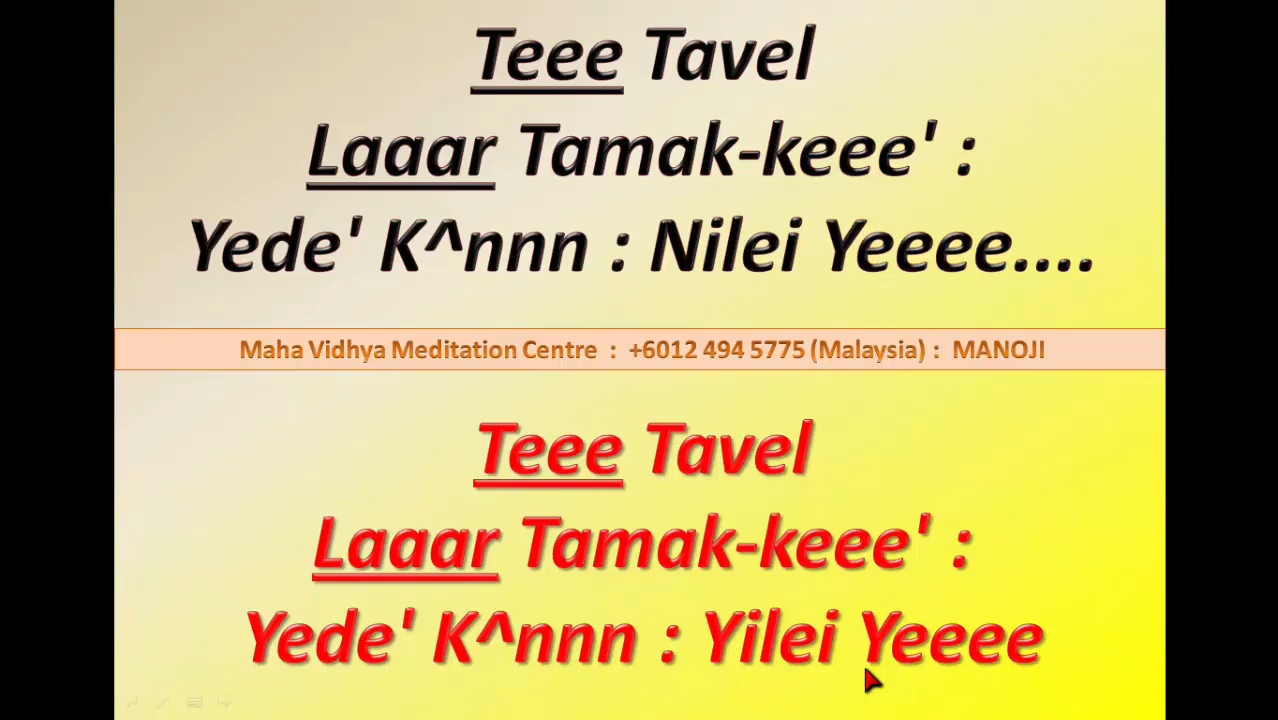 Teee Tavel
Laaar Tamak-keee' :
Yede' K^nnn : Nilei Yeeee....
Maha Vidhya Meditation Centre : +6012 494 5775 (Malaysia) : MANOJI
Teee Tavel
Laaar Tamak-keee' :
Yede' K^nnn : Yilei Yeeee